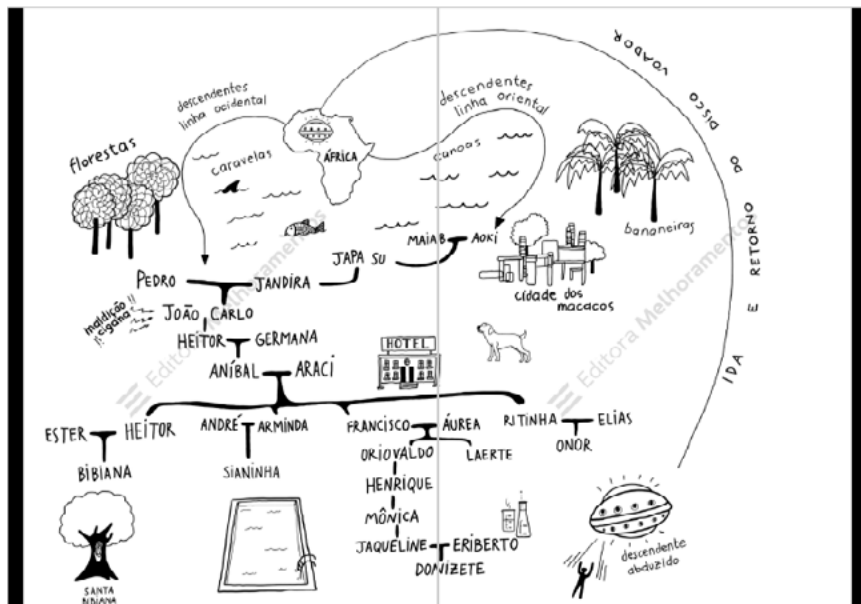 IDA E RETORNO DO DISCO VOADOR
descendentes
linha ocidental
descendentes
linha oriental
florestas
caravelas
ÁFRICA
canoas
bananeiras
MAIAB AOKI
JAPA SU
cidade dos
macacos
PEDRO JANDIRA
maldição !!
!! cigana
JOÃO CARLO
HEITOR GERMANA
HOTEL
ANÍBAL ARACI
ESTER HEITOR ANDRÉ ARMINDA FRANCISCO ÁUREA RITINHA ELIAS
BIBIANA SIANINHA ORIOVALDO LAERTE ONOR
HENRIQUE
MÔNICA
JAQUELINE ERIBERTO
DONIZETE
descendente
abduzido
SANTA
BIBIANA
Editora Melhoramentos
Editora Melhoramentos